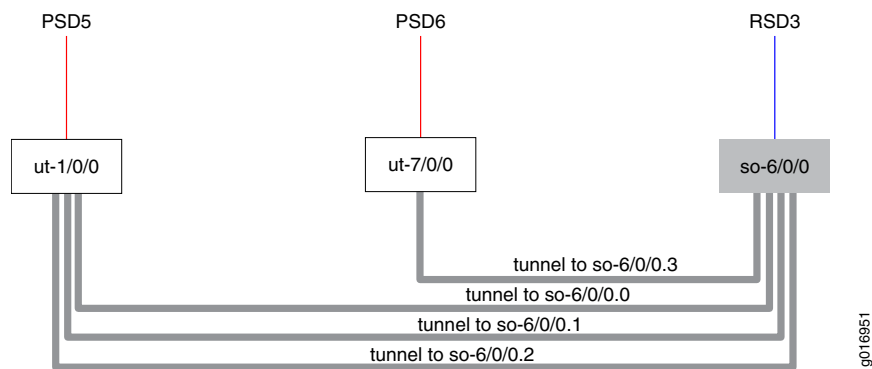 PSD5
PSD6
RSD3
ut-1/0/0
ut-7/0/0
so-6/0/0
tunnel to so-6/0/0.3
tunnel to so-6/0/0.0
tunnel to so-6/0/0.1
tunnel to so-6/0/0.2
g016951